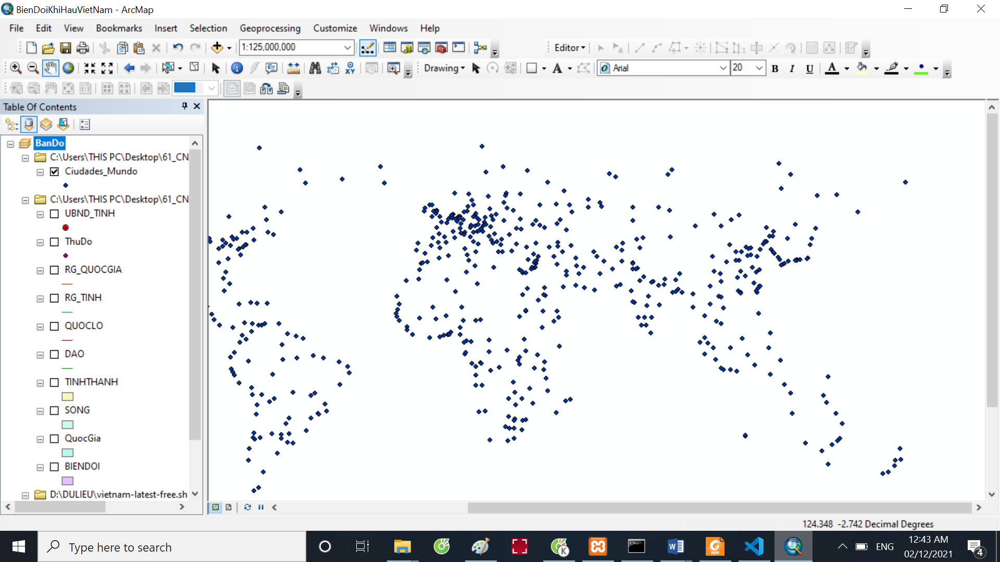 BienDoiKhiHauVietNam - ArcMap
File Edit View Bookmarks Insert Selection Geoprocessing Customize Windows Help
1:125,000,000
Editor
Drawing
Arial
20
B I U
100%
Table Of Contents
BanDo
C:\Users\THIS PC\Desktop\61_CN
Ciudades_Mundo
C:\Users\THIS PC\Desktop\61_CN
UBND_TINH
ThuDo
RG_QUOCGIA
RG_TINH
QUOCLO
DAO
TINHTHANH
SONG
QuocGia
BIENDOI
D:\DULIEU\vietnam-latest-free.sh
124.348 -2.742 Decimal Degrees
Type here to search
ENG
12:43 AM
02/12/2021
4